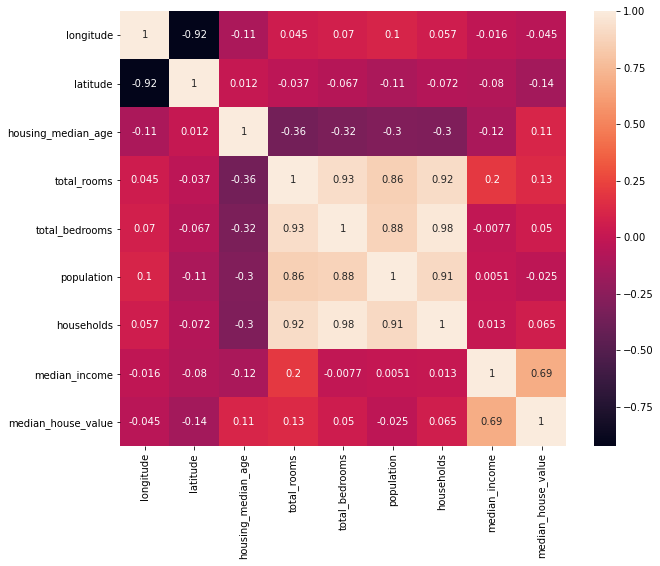 longitude 1 -0.92 -0.11 0.045 0.07 0.1 0.057 -0.016 -0.045
latitude -0.92 1 0.012 -0.037 -0.067 -0.11 -0.072 -0.08 -0.14
housing_median_age -0.11 0.012 1 -0.36 -0.32 -0.3 -0.3 -0.12 0.11
total_rooms 0.045 -0.037 -0.36 1 0.93 0.86 0.92 0.2 0.13
total_bedrooms 0.07 -0.067 -0.32 0.93 1 0.88 0.98 -0.0077 0.05
population 0.1 -0.11 -0.3 0.86 0.88 1 0.91 0.0051 -0.025
households 0.057 -0.072 -0.3 0.92 0.98 0.91 1 0.013 0.065
median_income -0.016 -0.08 -0.12 0.2 -0.0077 0.0051 0.013 1 0.69
median_house_value -0.045 -0.14 0.11 0.13 0.05 -0.025 0.065 0.69 1
longitude
latitude
housing_median_age
total_rooms
total_bedrooms
population
households
median_income
median_house_value
1.00
0.75
0.50
0.25
0.00
−0.25
−0.50
−0.75